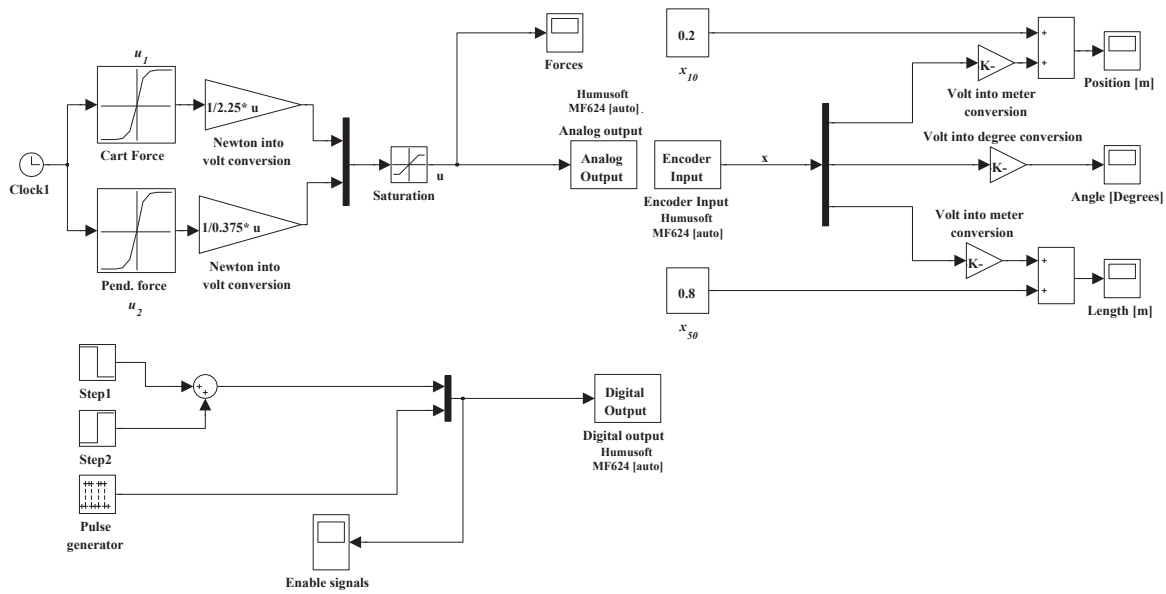 u1
Cart Force
1/2.25* u
Newton into
volt conversion
Clock1
Pend. force
u2
1/0.375* u
Newton into
volt conversion
Saturation
u
Forces
Humusoft
MF624 [auto] .
Analog output
Analog
Output
0.2
x10
Encoder
Input
Encoder Input
Humusoft
MF624 [auto]
x
K-
Volt into meter
conversion
+
+
Position [m]
Volt into degree conversion
K-
Angle [Degrees]
Volt into meter
conversion
K-
+
+
Length [m]
0.8
x50
Step1
+
+
Step2
Pulse
generator
Enable signals
Digital
Output
Digital output
Humusoft
MF624 [auto]